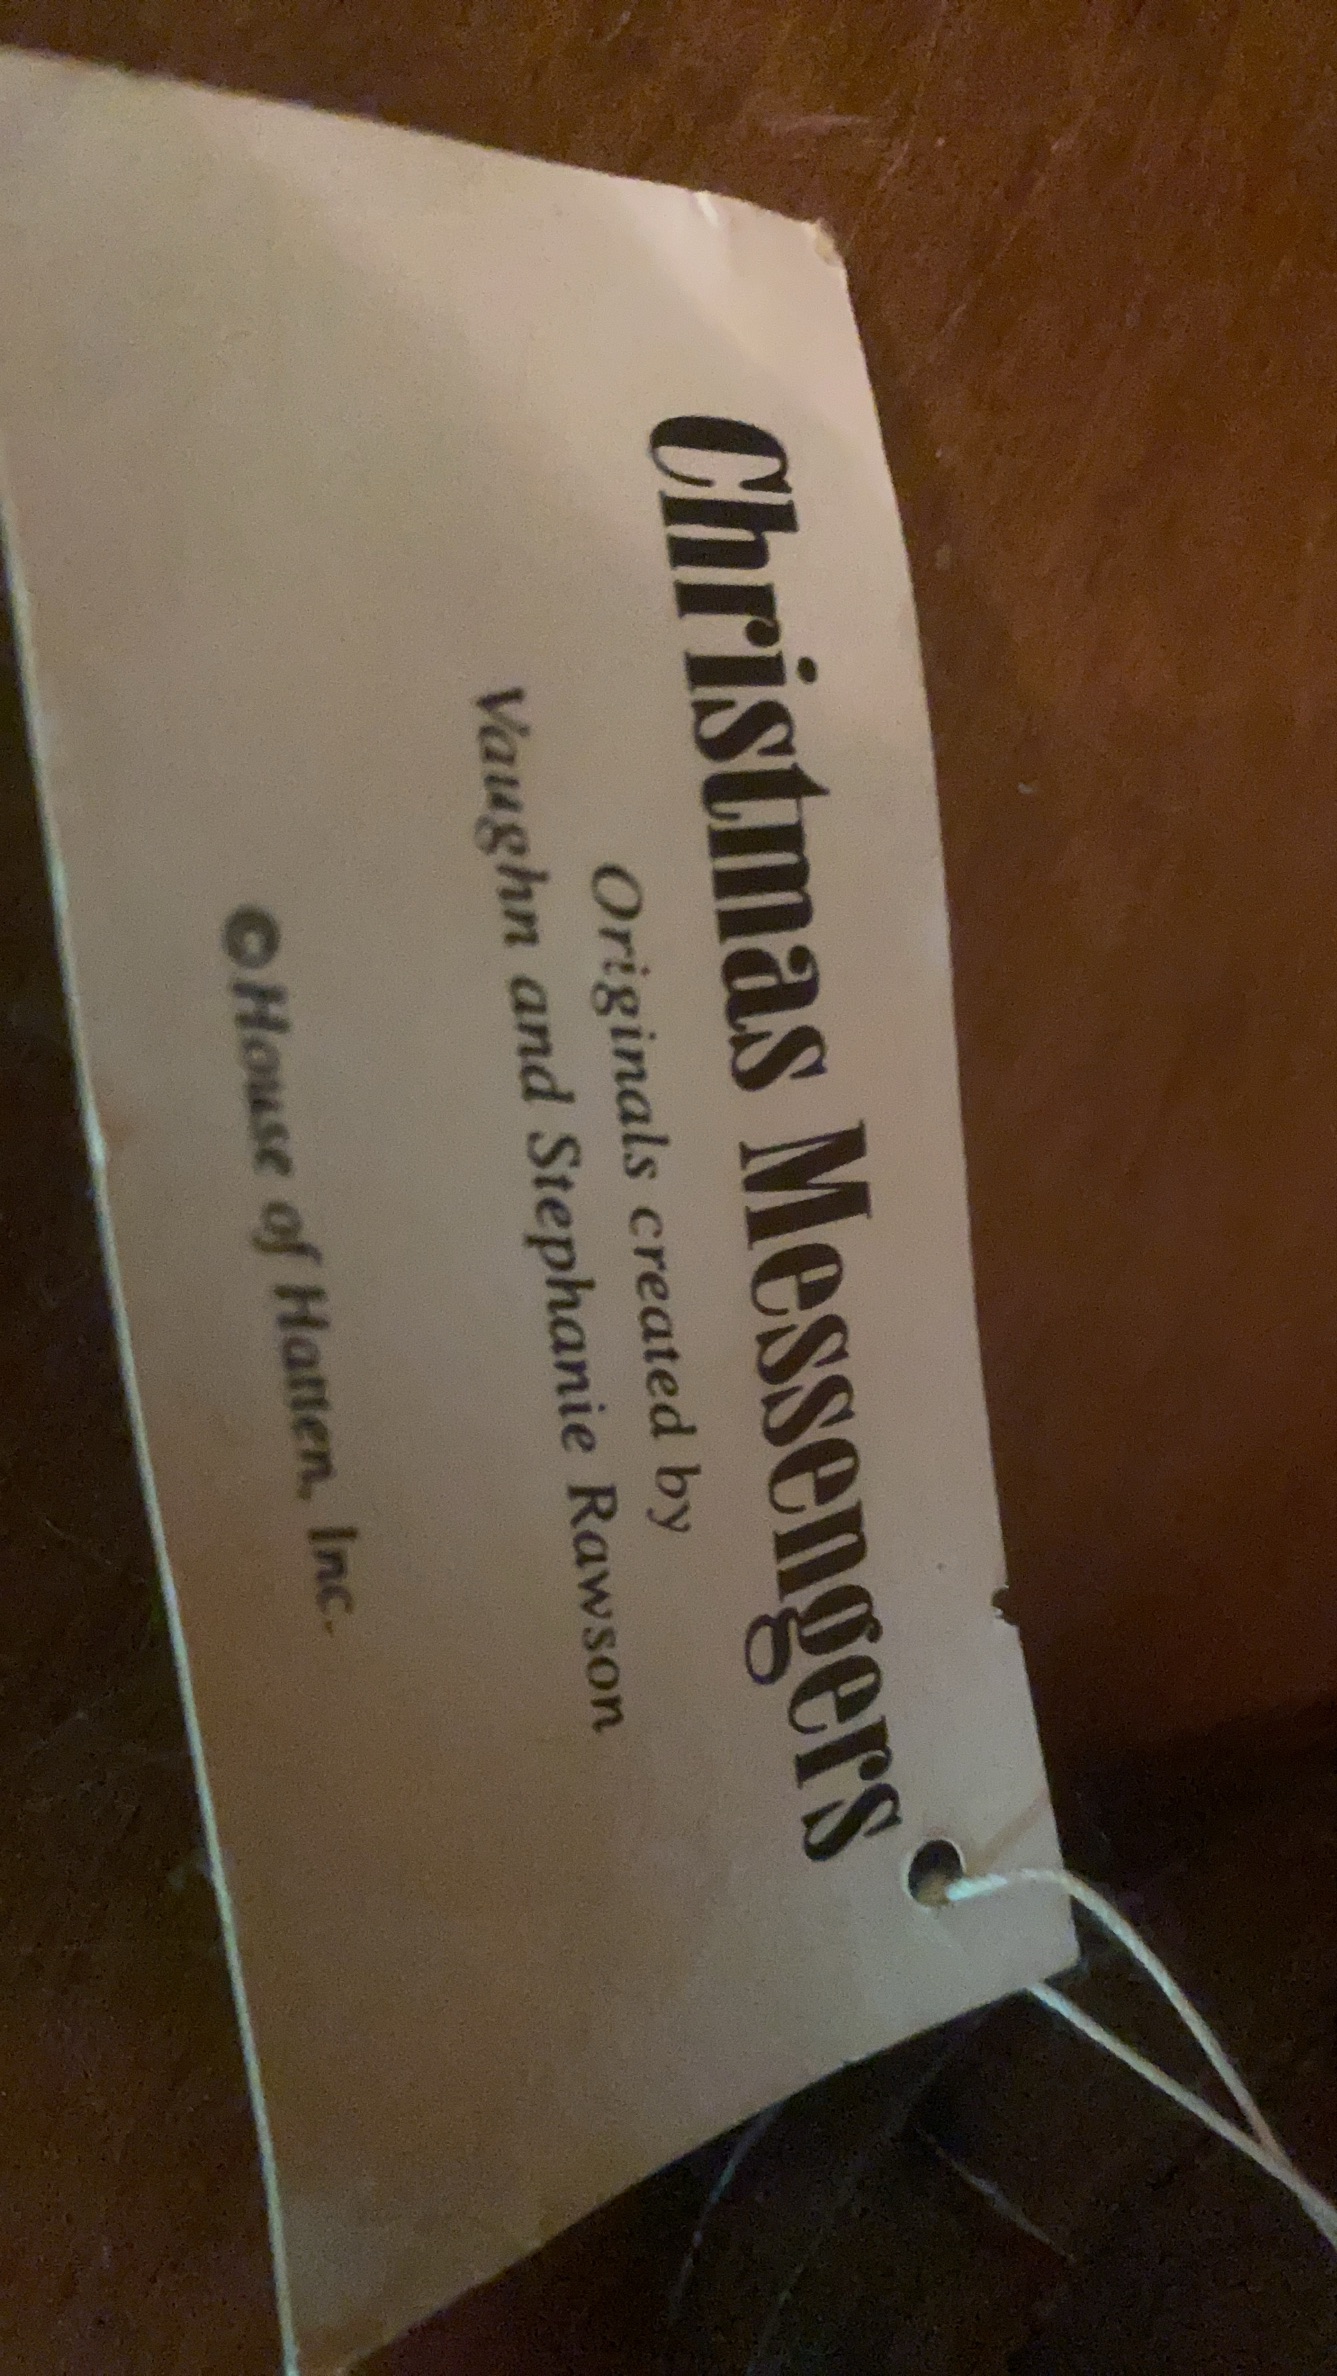 Christmas Messengers
Originals created by
Vaughn and Stephanie Rawson
©House of Hatten, Inc.